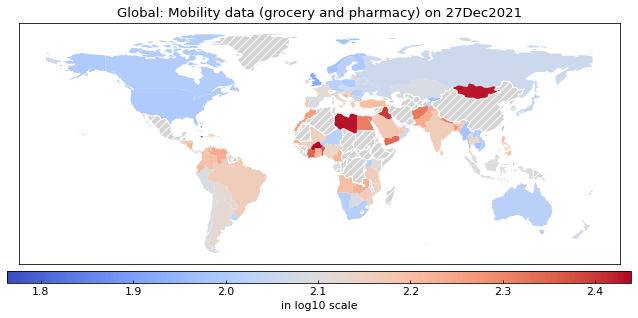 Global: Mobility data (grocery and pharmacy) on 27Dec2021
1.8 1.9 2.0 2.1 2.2 2.3 2.4
in log10 scale